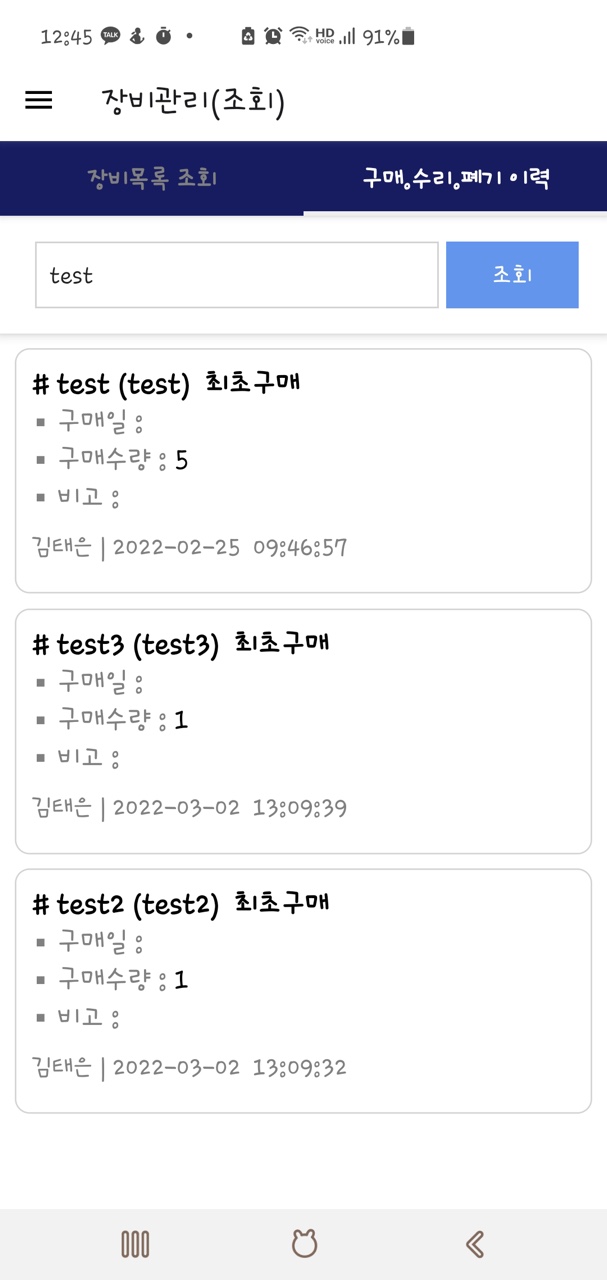 12:45 TALK HD voice 91%
장비관리(조회)
장비목록 조회 구매,수리,폐기 이력
test 조회
# test (test) 최초구매
▪ 구매일 :
▪ 구매수량 : 5
▪ 비고 :
김태은 | 2022-02-25 09:46:57
# test3 (test3) 최초구매
▪ 구매일 :
▪ 구매수량 : 1
▪ 비고 :
김태은 | 2022-03-02 13:09:39
# test2 (test2) 최초구매
▪ 구매일 :
▪ 구매수량 : 1
▪ 비고 :
김태은 | 2022-03-02 13:09:32